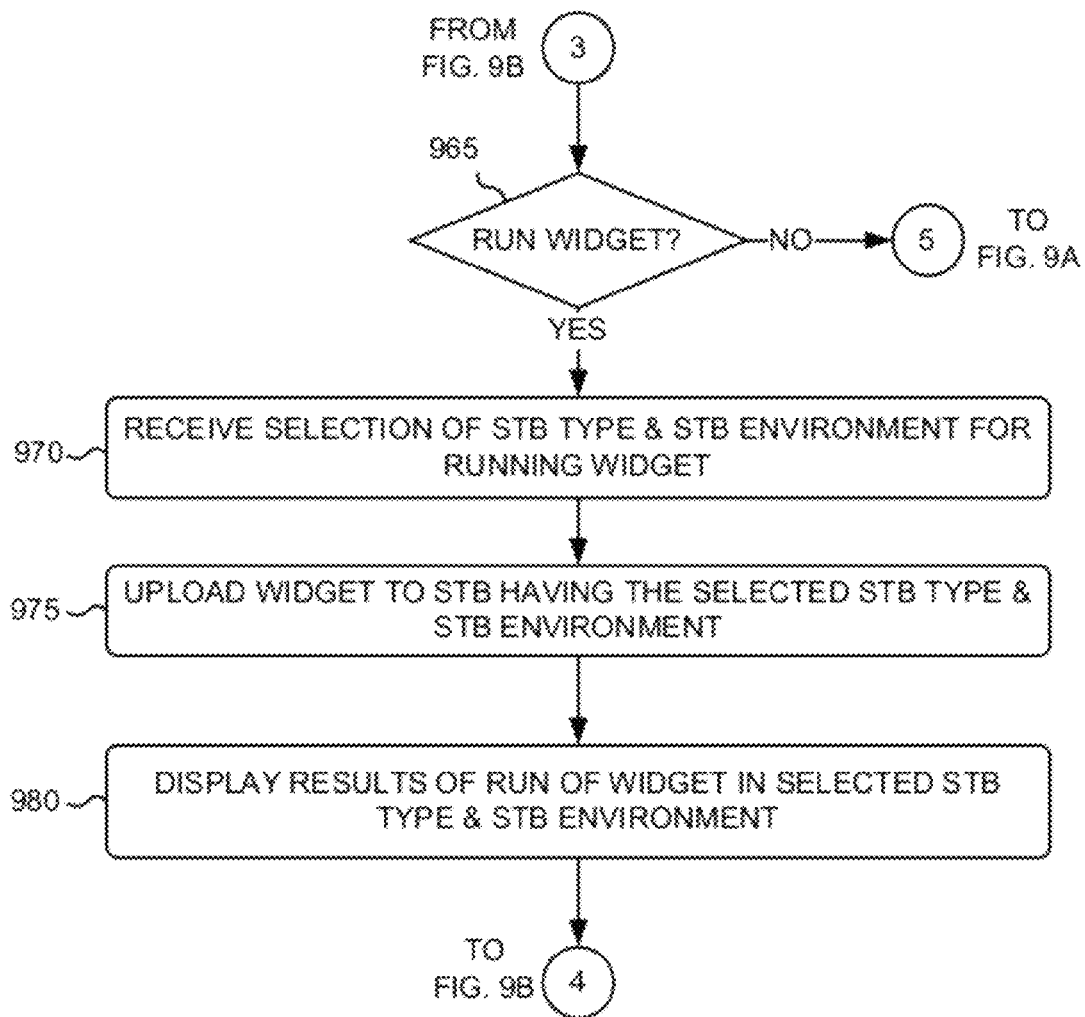 FROM
FIG. 9B
3
965
RUN WIDGET?
NO
5
TO
FIG. 9A
YES
970
RECEIVE SELECTION OF STB TYPE & STB ENVIRONMENT FOR
RUNNING WIDGET
975
UPLOAD WIDGET TO STB HAVING THE SELECTED STB TYPE &
STB ENVIRONMENT
980
DISPLAY RESULTS OF RUN OF WIDGET IN SELECTED STB
TYPE & STB ENVIRONMENT
TO
FIG. 9B
4